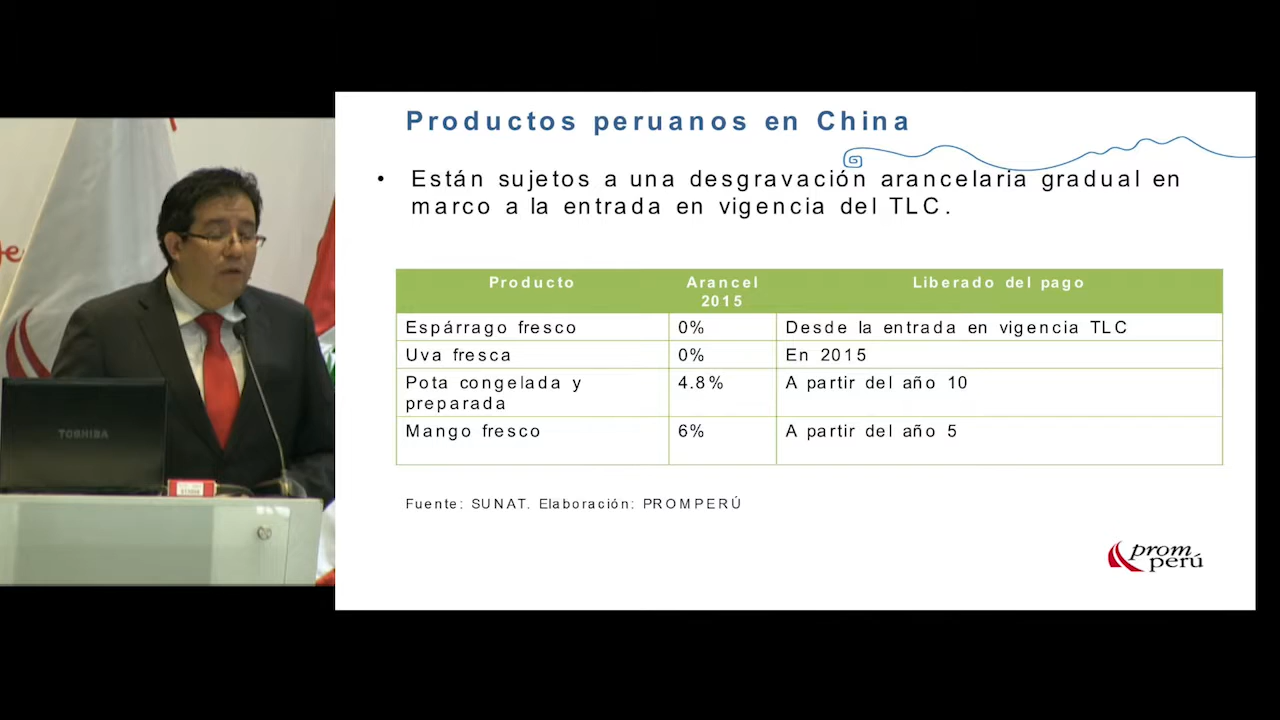 Productos peruanos en China
• Están sujetos a una desgravación arancelaria gradual en
marco a la entrada en vigencia del TLC.
Producto Arancel 2015 Liberado del pago
Espárrago fresco 0% Desde la entrada en vigencia TLC
Uva fresca 0% En 2015
Pota congelada y preparada 4.8% A partir del año 10
Mango fresco 6% A partir del año 5
Fuente: SUNAT. Elaboración: PROMPERÚ
prom
perú
TOSHIBA